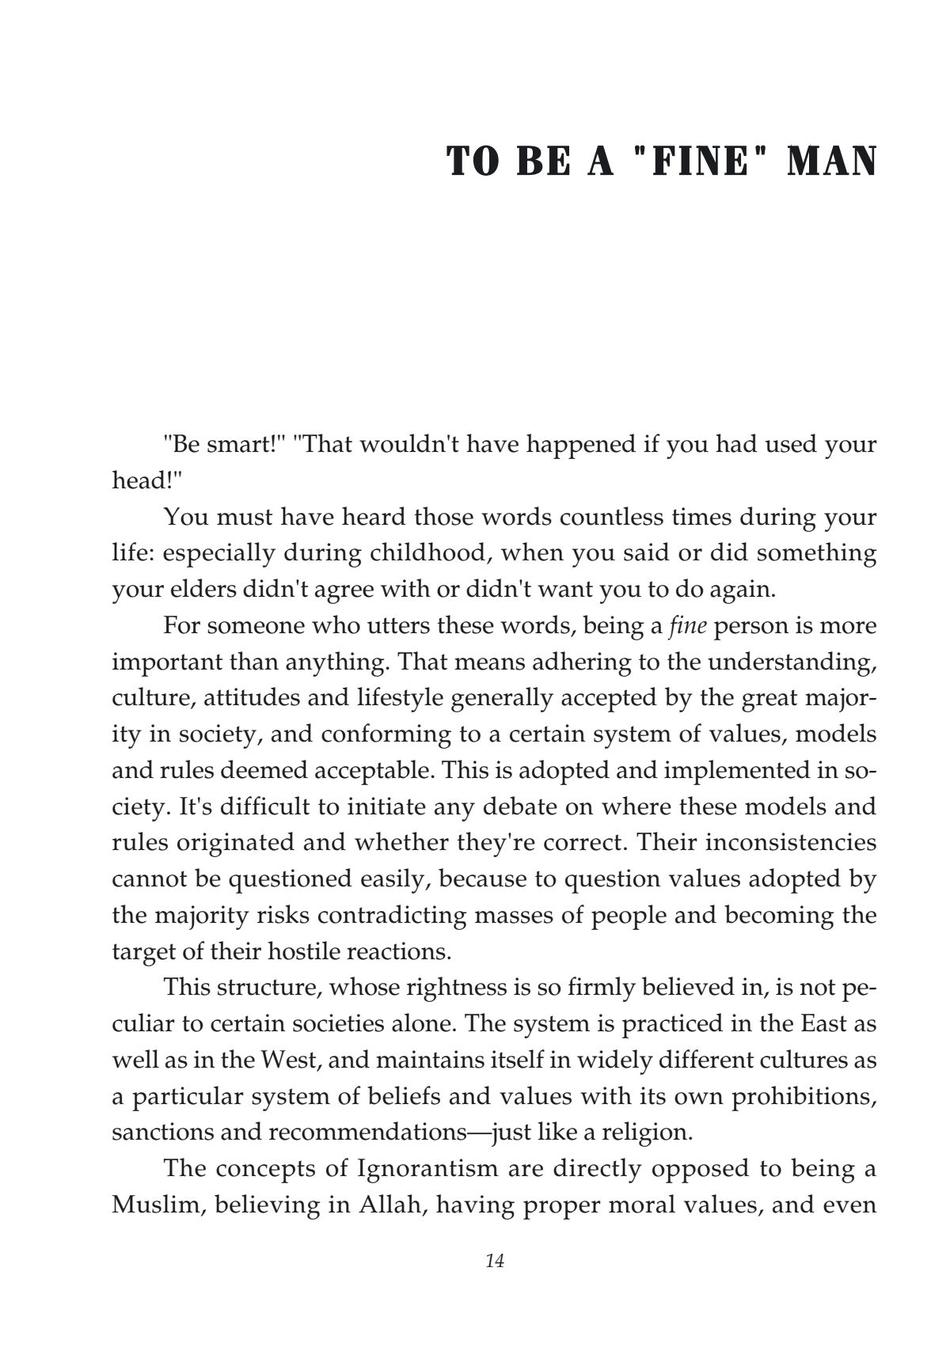 TO BE A "FINE" MAN
"Be smart!" "That wouldn't have happened if you had used your
head!"
You must have heard those words countless times during your
life: especially during childhood, when you said or did something
your elders didn't agree with or didn't want you to do again.
For someone who utters these words, being a fine person is more
important than anything. That means adhering to the understanding,
culture, attitudes and lifestyle generally accepted by the great major-
ity in society, and conforming to a certain system of values, models
and rules deemed acceptable. This is adopted and implemented in so-
ciety. It's difficult to initiate any debate on where these models and
rules originated and whether they're correct. Their inconsistencies
cannot be questioned easily, because to question values adopted by
the majority risks contradicting masses of people and becoming the
target of their hostile reactions.
This structure, whose rightness is so firmly believed in, is not pe-
culiar to certain societies alone. The system is practiced in the East as
well as in the West, and maintains itself in widely different cultures as
a particular system of beliefs and values with its own prohibitions,
sanctions and recommendations—just like a religion.
The concepts of Ignorantism are directly opposed to being a
Muslim, believing in Allah, having proper moral values, and even
14